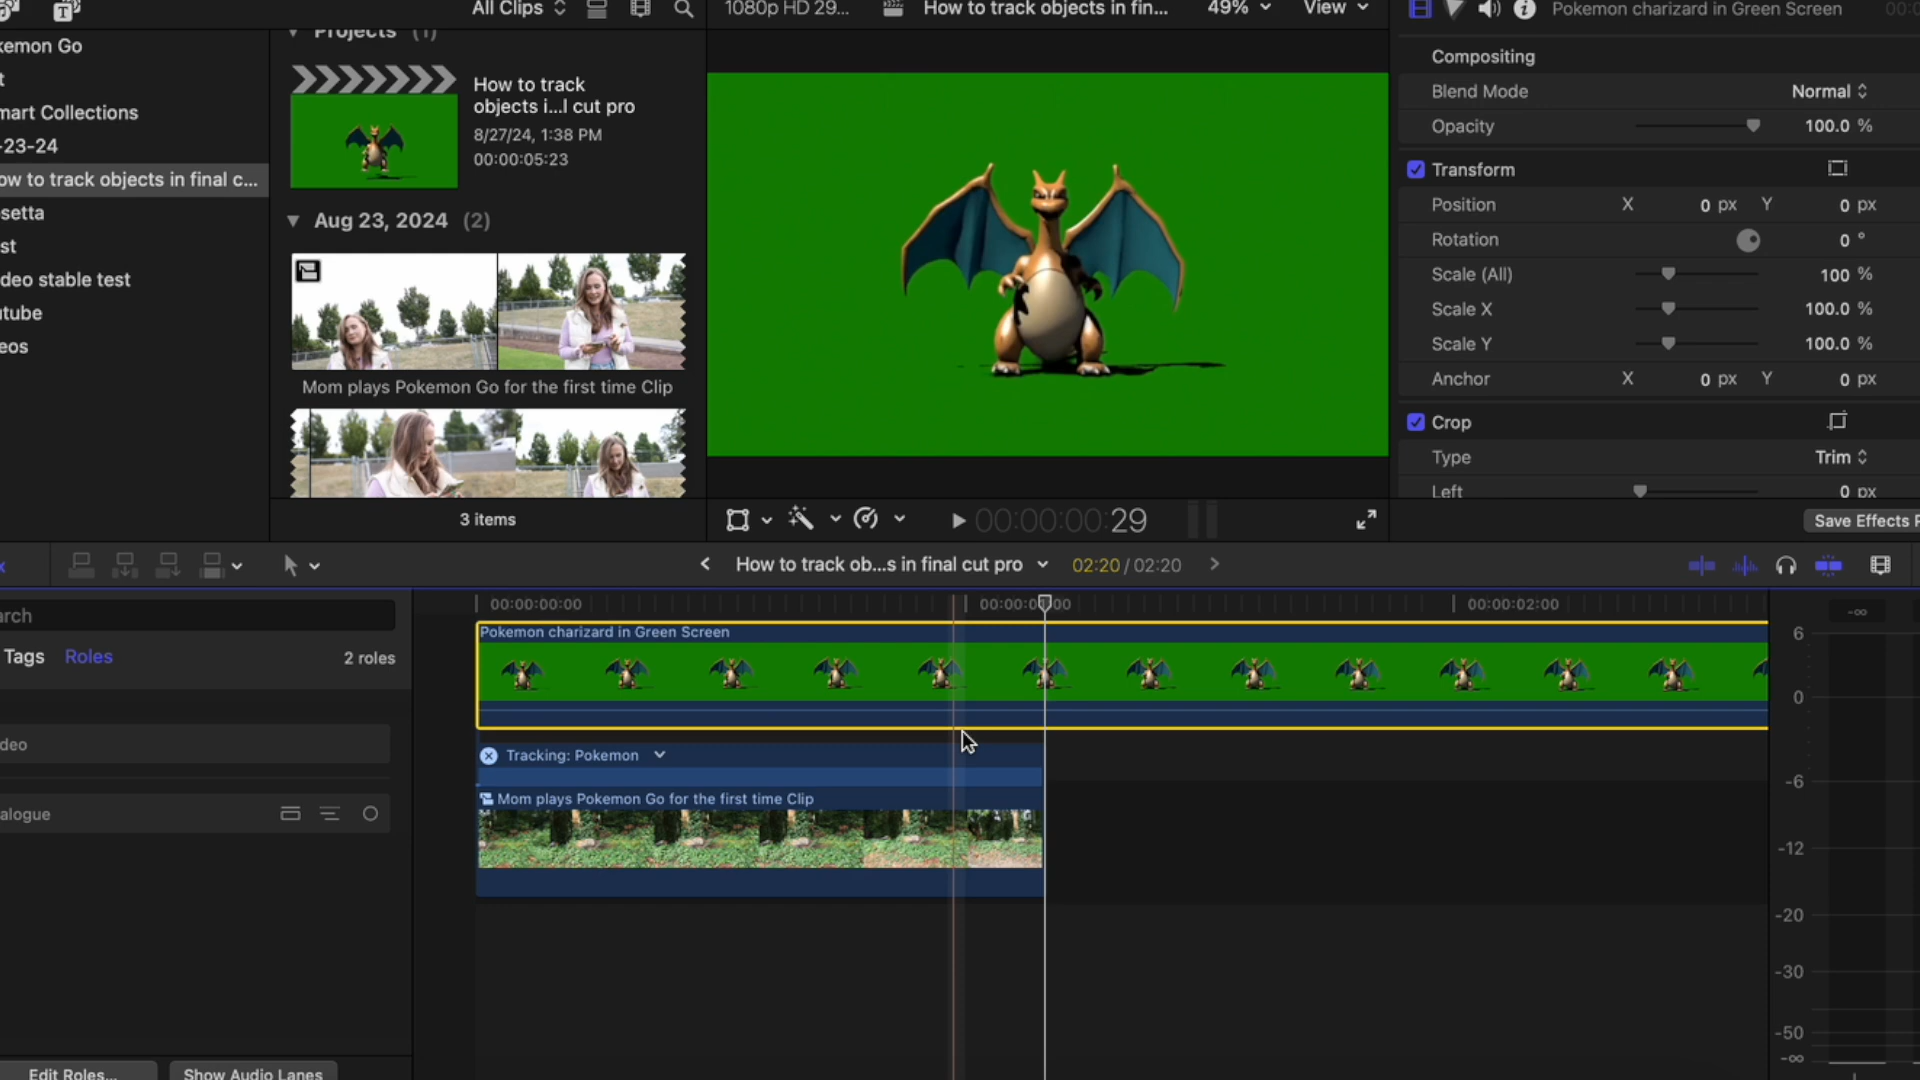 All Clips
1080p HD 29...
How to track objects in fin...
49%
View
Pokemon charizard in Green Screen
kemon Go
mart Collections
-23-24
ow to track objects in final c...
setta
st
deo stable test
utube
eos
Projects (1)
How to track
objects i...l cut pro
8/27/24, 1:38 PM
00:00:05:23
Aug 23, 2024 (2)
Mom plays Pokemon Go for the first time Clip
3 items
Compositing
Blend Mode Normal
Opacity 100.0 %
Transform
Position X 0 px Y 0 px
Rotation 0 °
Scale (All) 100 %
Scale X 100.0 %
Scale Y 100.0 %
Anchor X 0 px Y 0 px
Crop
Type Trim
Left 0 px
Save Effects P
00:00:00:29
How to track ob...s in final cut pro
02:20 / 02:20
arch
Tags Roles 2 roles
deo
alogue
Edit Roles...
Show Audio Lanes
00:00:00:00
00:00:01:00
00:00:02:00
Pokemon charizard in Green Screen
Tracking: Pokemon
Mom plays Pokemon Go for the first time Clip
-∞
6
0
-6
-12
-20
-30
-50
-∞